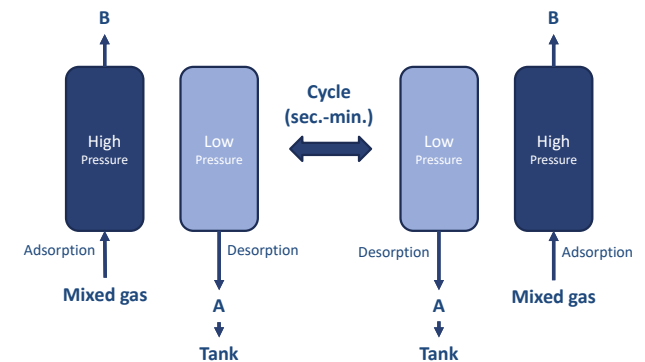 B
High
Pressure
Adsorption
Mixed gas
Low
Pressure
Desorption
A
Tank
Cycle
(sec.-min.)
Low
Pressure
Desorption
A
Tank
B
High
Pressure
Adsorption
Mixed gas